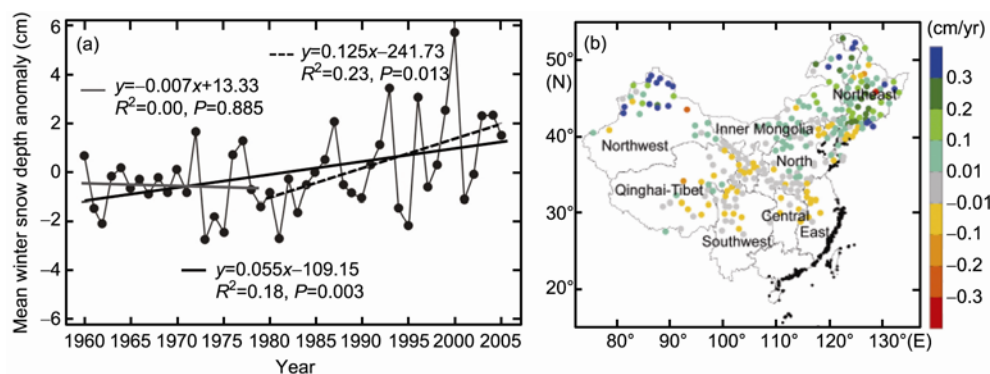 (a)
Mean winter snow depth anomaly (cm)
6
4
2
0
−2
−4
−6
y=0.125x−241.73
R²=0.23, P=0.013
y=−0.007x+13.33
R²=0.00, P=0.885
y=0.055x−109.15
R²=0.18, P=0.003
1960 1965 1970 1975 1980 1985 1990 1995 2000 2005
Year
(b)
50°
(N)
40°
30°
20°
Northeast
Inner Mongolia
Northwest
North
Qinghai-Tibet
Central
East
Southwest
80° 90° 100° 110° 120° 130°(E)
(cm/yr)
0.3
0.2
0.1
0.01
−0.01
−0.1
−0.2
−0.3